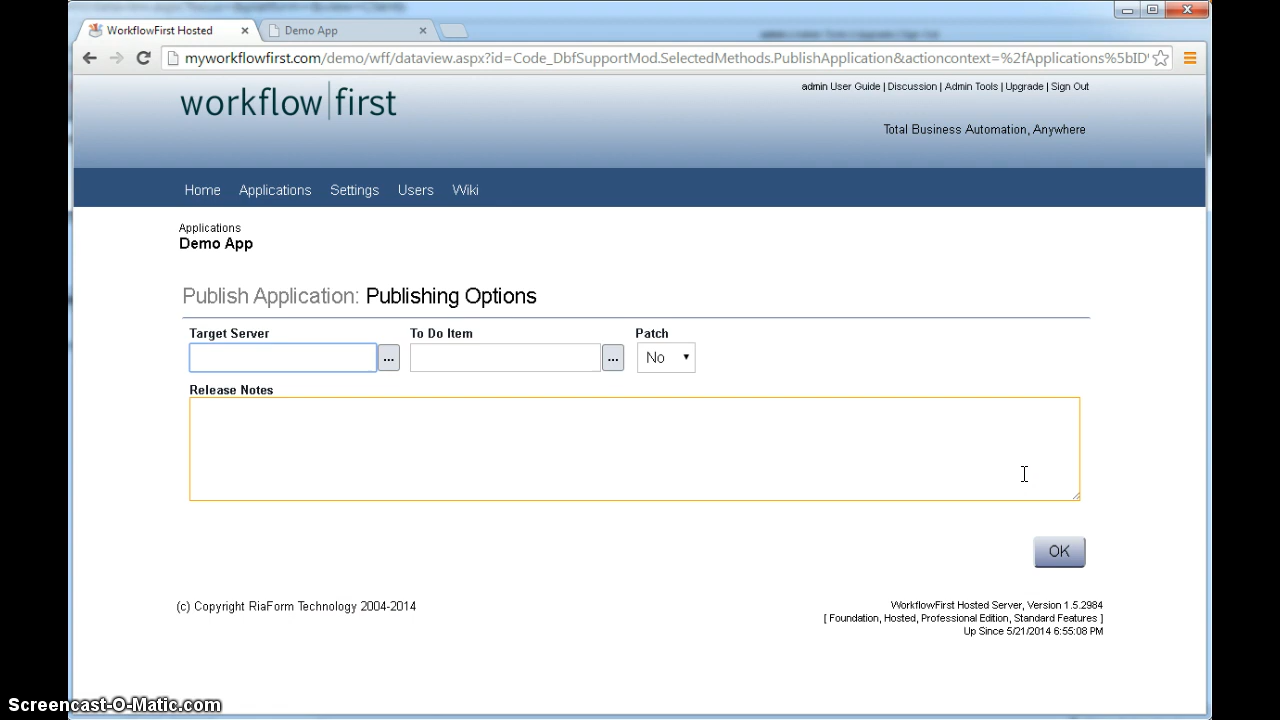 WorkflowFirst Hosted
Demo App
myworkflowfirst.com/demo/wff/dataview.aspx?id=Code_DbfSupportMod.SelectedMethods.PublishApplication&actioncontext=%2fApplications%5bID'
workflow|first
admin User Guide | Discussion | Admin Tools | Upgrade | Sign Out
Total Business Automation, Anywhere
Home Applications Settings Users Wiki
Applications
Demo App
Publish Application: Publishing Options
Target Server To Do Item Patch
... ... No
Release Notes
OK
(c) Copyright RiaForm Technology 2004-2014
WorkflowFirst Hosted Server, Version 1.5.2984
[ Foundation, Hosted, Professional Edition, Standard Features ]
Up Since 5/21/2014 6:55:08 PM
Screencast-O-Matic.com